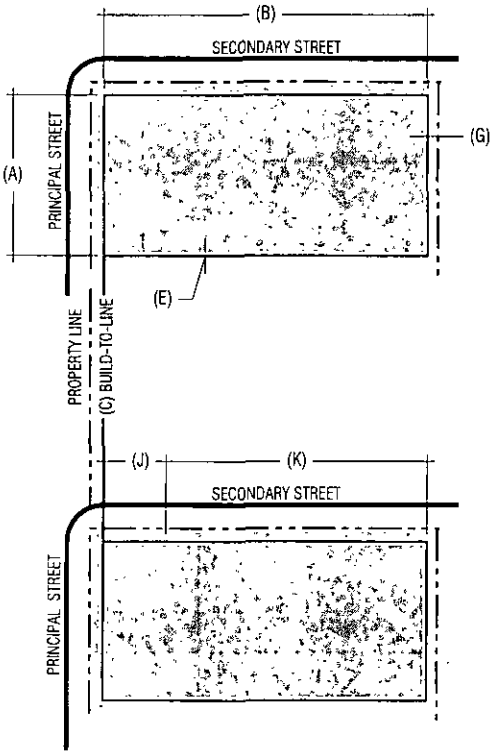 (B)
SECONDARY STREET
PRINCIPAL STREET
(A)
(G)
(E)
PROPERTY LINE
(C) BUILD-TO-LINE
(J)
(K)
SECONDARY STREET
PRINCIPAL STREET